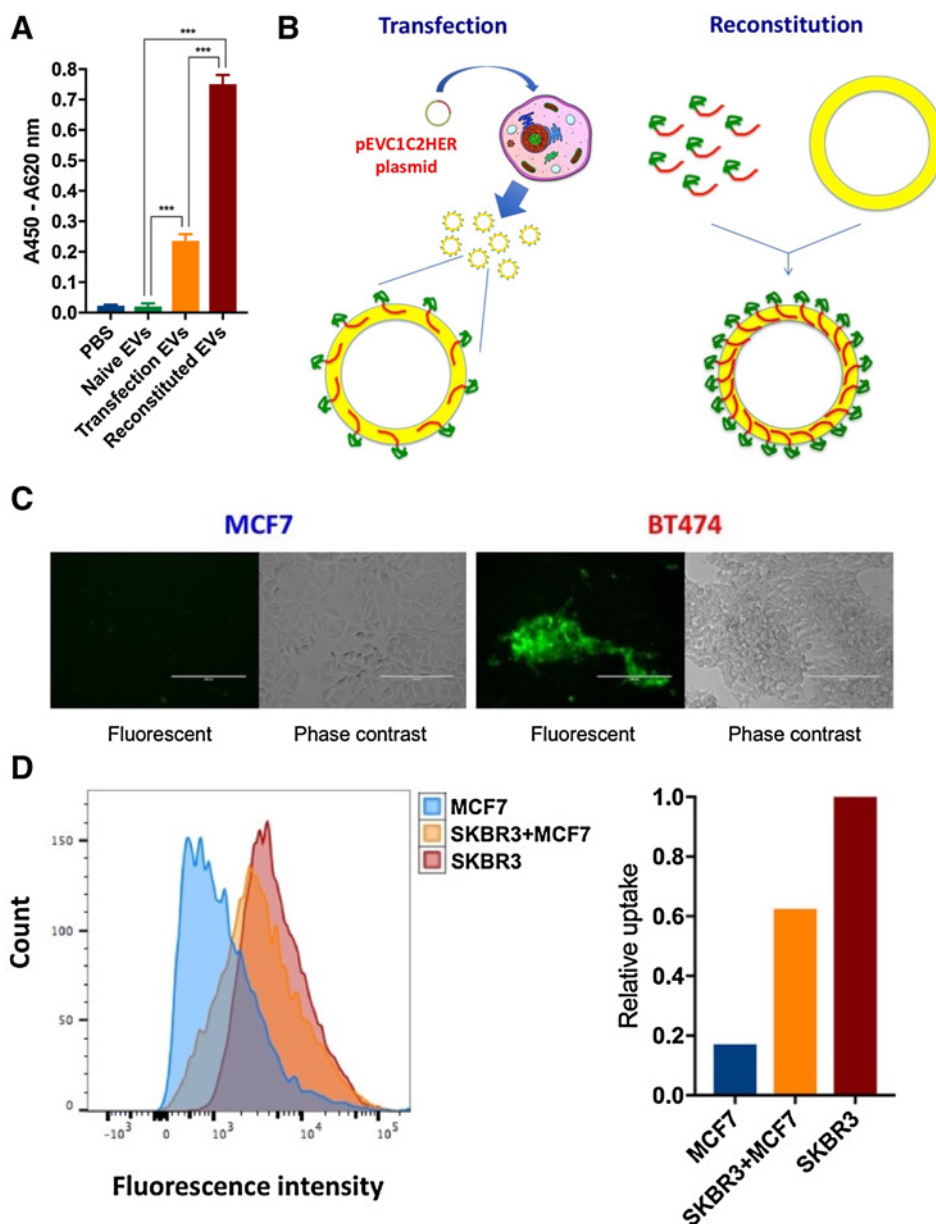 A
A450 - A620 nm
0.8
0.7
0.6
0.5
0.4
0.3
0.2
0.1
0.0
***
***
***
PBS
Naive EVs
Transfection EVs
Reconstituted EVs
B
Transfection
Reconstitution
pEVC1C2HER
plasmid
C
MCF7
BT474
Fluorescent
Phase contrast
Fluorescent
Phase contrast
D
Count
150
100
50
0
-10³
0
10³
10⁴
10⁵
Fluorescence intensity
MCF7
SKBR3+MCF7
SKBR3
Relative uptake
1.0
0.8
0.6
0.4
0.2
0.0
MCF7
SKBR3+MCF7
SKBR3